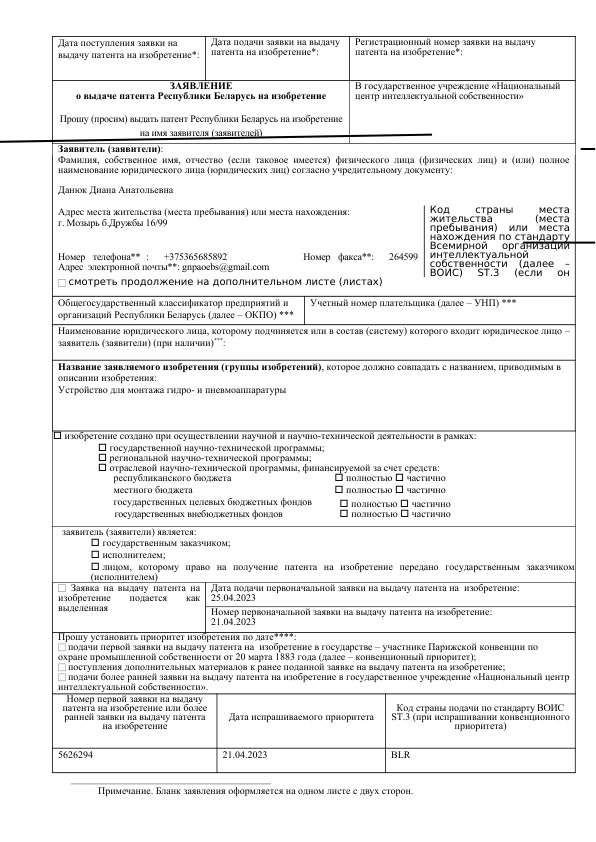 Дата поступления заявки на
выдачу патента на изобретение*:
Дата подачи заявки на выдачу
патента на изобретение*:
Регистрационный номер заявки на выдачу
патента на изобретение*:
ЗАЯВЛЕНИЕ
о выдаче патента Республики Беларусь на изобретение
Прошу (просим) выдать патент Республики Беларусь на изобретение
на имя заявителя (заявителей)
В государственное учреждение «Национальный
центр интеллектуальной собственности»
Заявитель (заявители):
Фамилия, собственное имя, отчество (если таковое имеется) физического лица (физических лиц) и (или) полное
наименование юридического лица (юридических лиц) согласно учредительному документу:
Данюк Диана Анатольевна
Адрес места жительства (места пребывания) или места нахождения:
г. Мозырь б.Дружбы 16/99
Номер телефона** : +375365685892 Номер факса**: 264599
Адрес электронной почты**: gnpaoebs@gmail.com
смотреть продолжение на дополнительном листе (листах)
Код страны места
жительства (места
пребывания) или места
нахождения по стандарту
Всемирной организации
интеллектуальной
собственности (далее –
ВОИС) ST.3 (если он
Общегосударственный классификатор предприятий и
организаций Республики Беларусь (далее – ОКПО) ***
Учетный номер плательщика (далее – УНП) ***
Наименование юридического лица, которому подчиняется или в состав (систему) которого входит юридическое лицо –
заявитель (заявители) (при наличии)***:
Название заявляемого изобретения (группы изобретений), которое должно совпадать с названием, приводимым в
описании изобретения:
Устройство для монтажа гидро- и пневмоаппаратуры
изобретение создано при осуществлении научной и научно-технической деятельности в рамках:
государственной научно-технической программы;
региональной научно-технической программы;
отраслевой научно-технической программы, финансируемой за счет средств:
республиканского бюджета полностью частично
местного бюджета полностью частично
государственных целевых бюджетных фондов полностью частично
государственных внебюджетных фондов полностью частично
заявитель (заявители) является:
государственным заказчиком;
исполнителем;
лицом, которому право на получение патента на изобретение передано государственным заказчиком
(исполнителем)
Заявка на выдачу патента на
изобретение подается как
выделенная
Дата подачи первоначальной заявки на выдачу патента на изобретение:
25.04.2023
Номер первоначальной заявки на выдачу патента на изобретение:
21.04.2023
Прошу установить приоритет изобретения по дате****:
подачи первой заявки на выдачу патента на изобретение в государстве – участнике Парижской конвенции по
охране промышленной собственности от 20 марта 1883 года (далее – конвенционный приоритет);
поступления дополнительных материалов к ранее поданной заявке на выдачу патента на изобретение;
подачи более ранней заявки на выдачу патента на изобретение в государственное учреждение «Национальный центр
интеллектуальной собственности».
Номер первой заявки на выдачу
патента на изобретение или более
ранней заявки на выдачу патента
на изобретение
Дата испрашиваемого приоритета
Код страны подачи по стандарту ВОИС
ST.3 (при испрашивании конвенционного
приоритета)
5626294
21.04.2023
BLR
Примечание. Бланк заявления оформляется на одном листе с двух сторон.